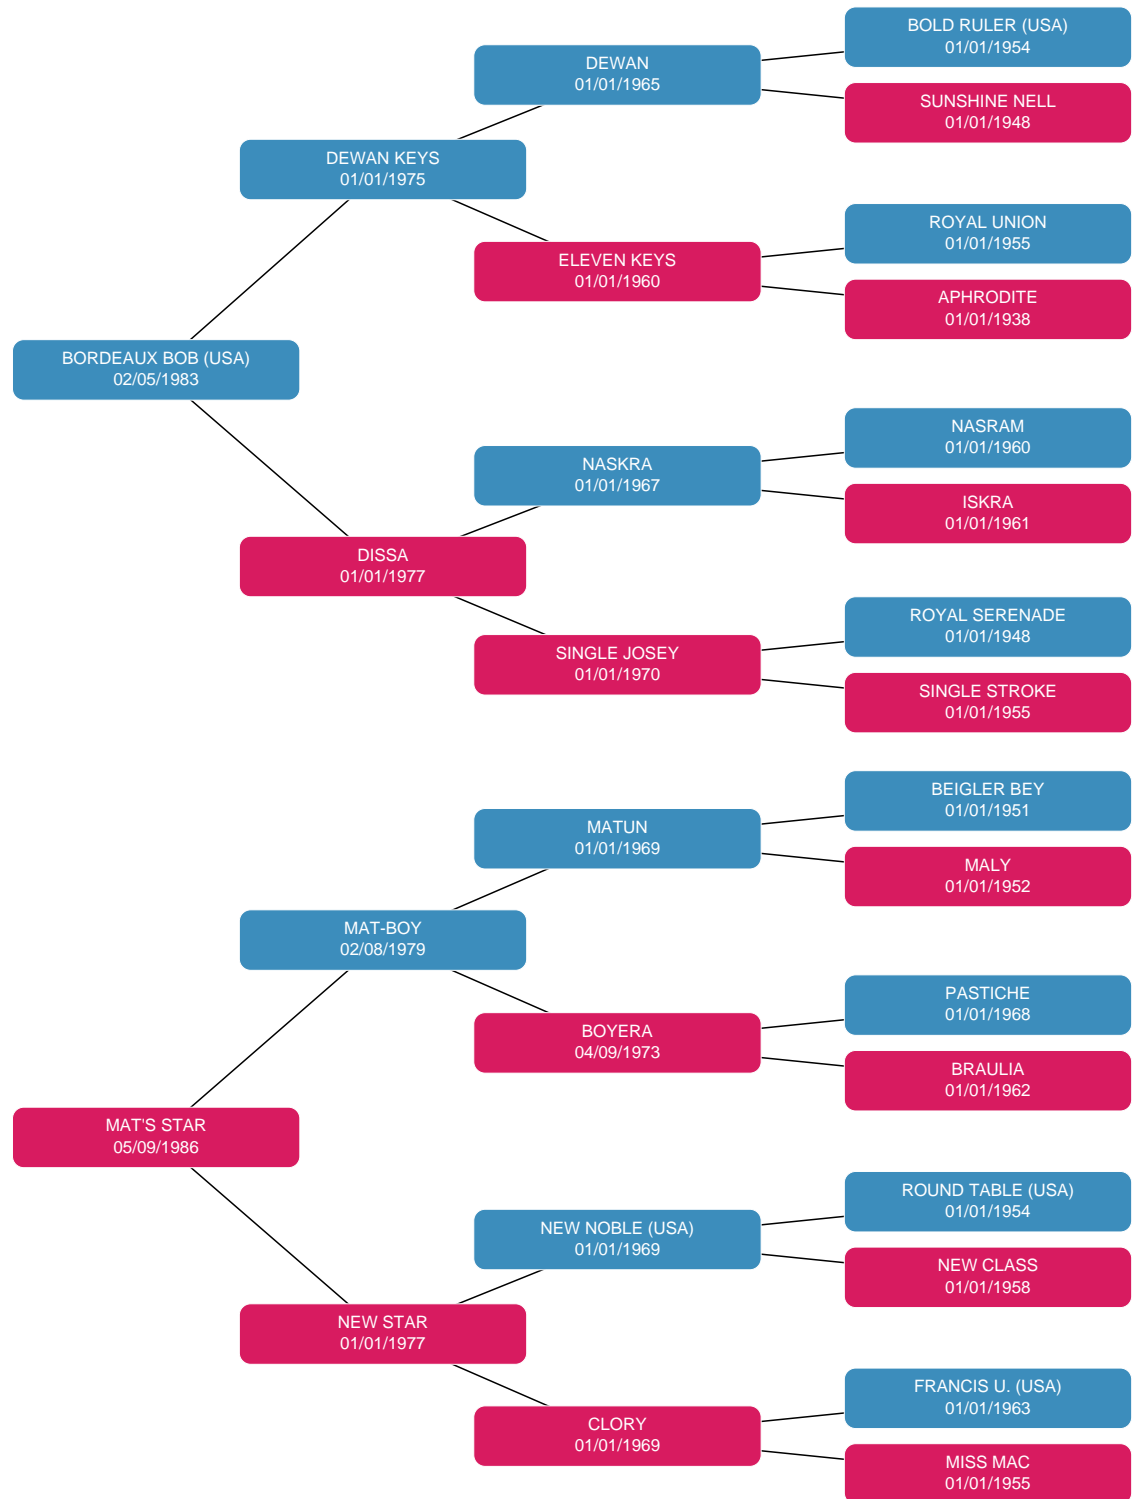 BOLD RULER (USA)
01/01/1954
DEWAN
01/01/1965
SUNSHINE NELL
01/01/1948
DEWAN KEYS
01/01/1975
ROYAL UNION
01/01/1955
ELEVEN KEYS
01/01/1960
APHRODITE
01/01/1938
BORDEAUX BOB (USA)
02/05/1983
NASRAM
01/01/1960
NASKRA
01/01/1967
ISKRA
01/01/1961
DISSA
01/01/1977
ROYAL SERENADE
01/01/1948
SINGLE JOSEY
01/01/1970
SINGLE STROKE
01/01/1955
BEIGLER BEY
01/01/1951
MATUN
01/01/1969
MALY
01/01/1952
MAT-BOY
02/08/1979
PASTICHE
01/01/1968
BOYERA
04/09/1973
BRAULIA
01/01/1962
MAT'S STAR
05/09/1986
ROUND TABLE (USA)
01/01/1954
NEW NOBLE (USA)
01/01/1969
NEW CLASS
01/01/1958
NEW STAR
01/01/1977
FRANCIS U. (USA)
01/01/1963
CLORY
01/01/1969
MISS MAC
01/01/1955